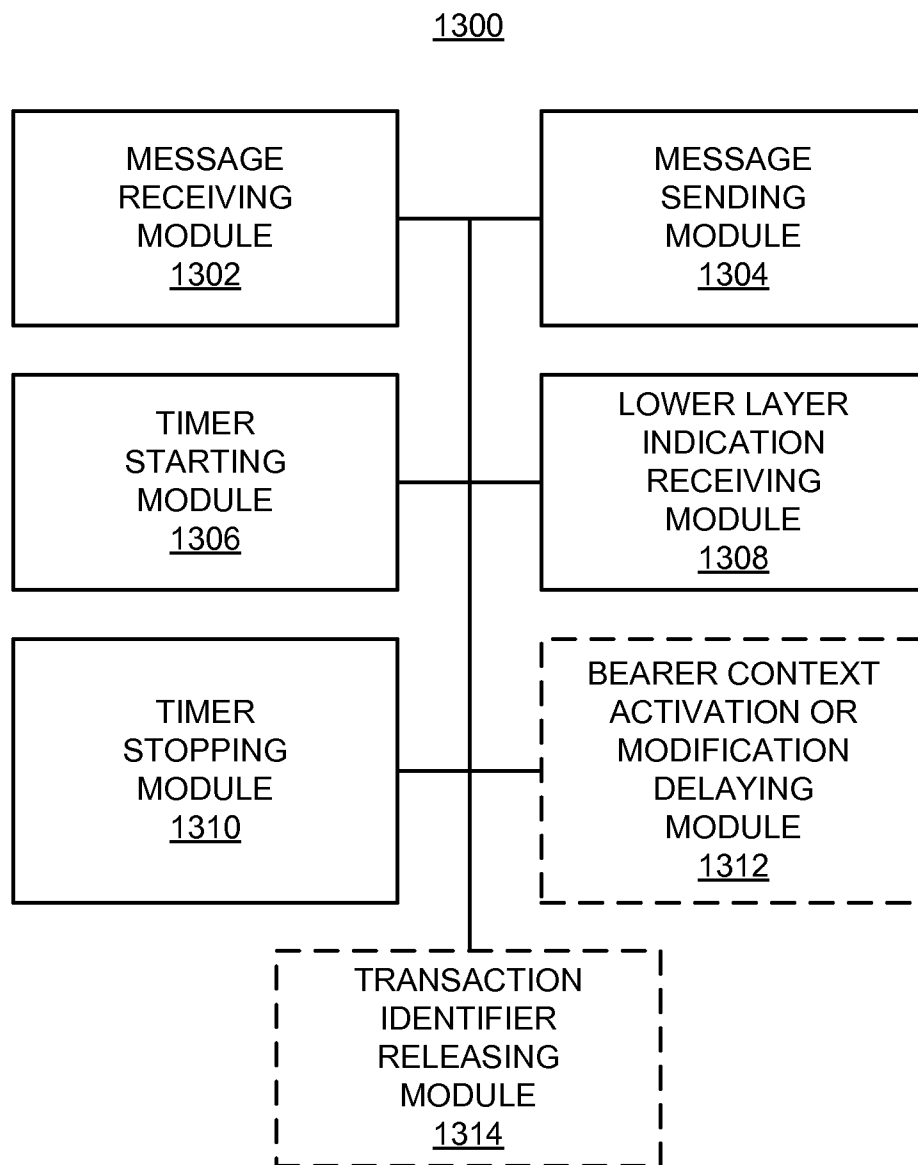 1300
MESSAGE
RECEIVING
MODULE
1302
MESSAGE
SENDING
MODULE
1304
TIMER
STARTING
MODULE
1306
LOWER LAYER
INDICATION
RECEIVING
MODULE
1308
TIMER
STOPPING
MODULE
1310
BEARER CONTEXT
ACTIVATION OR
MODIFICATION
DELAYING
MODULE
1312
TRANSACTION
IDENTIFIER
RELEASING
MODULE
1314